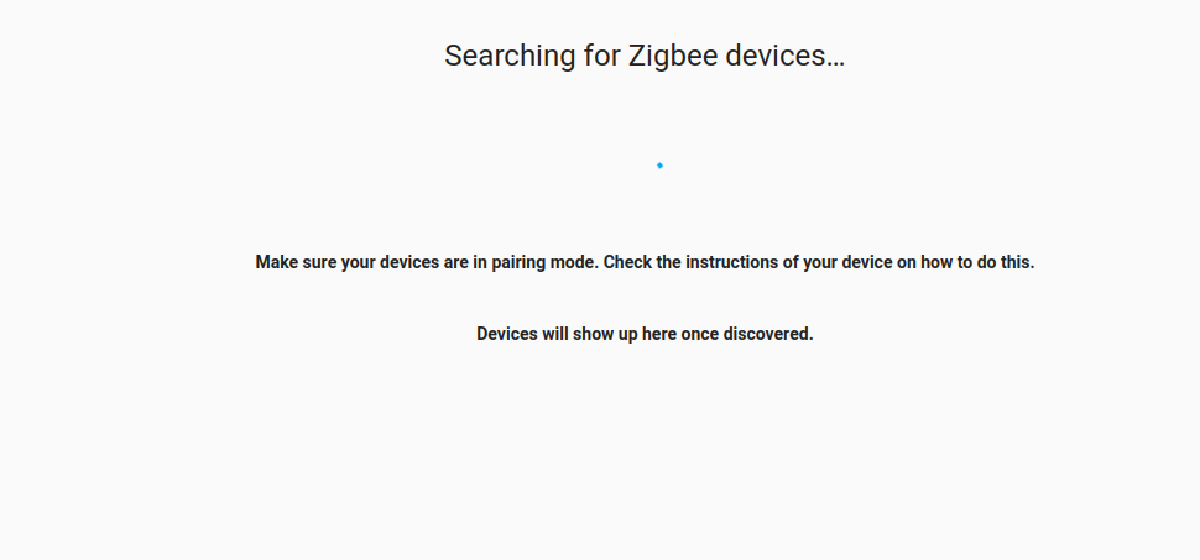 Searching for Zigbee devices…
Make sure your devices are in pairing mode. Check the instructions of your device on how to do this.
Devices will show up here once discovered.